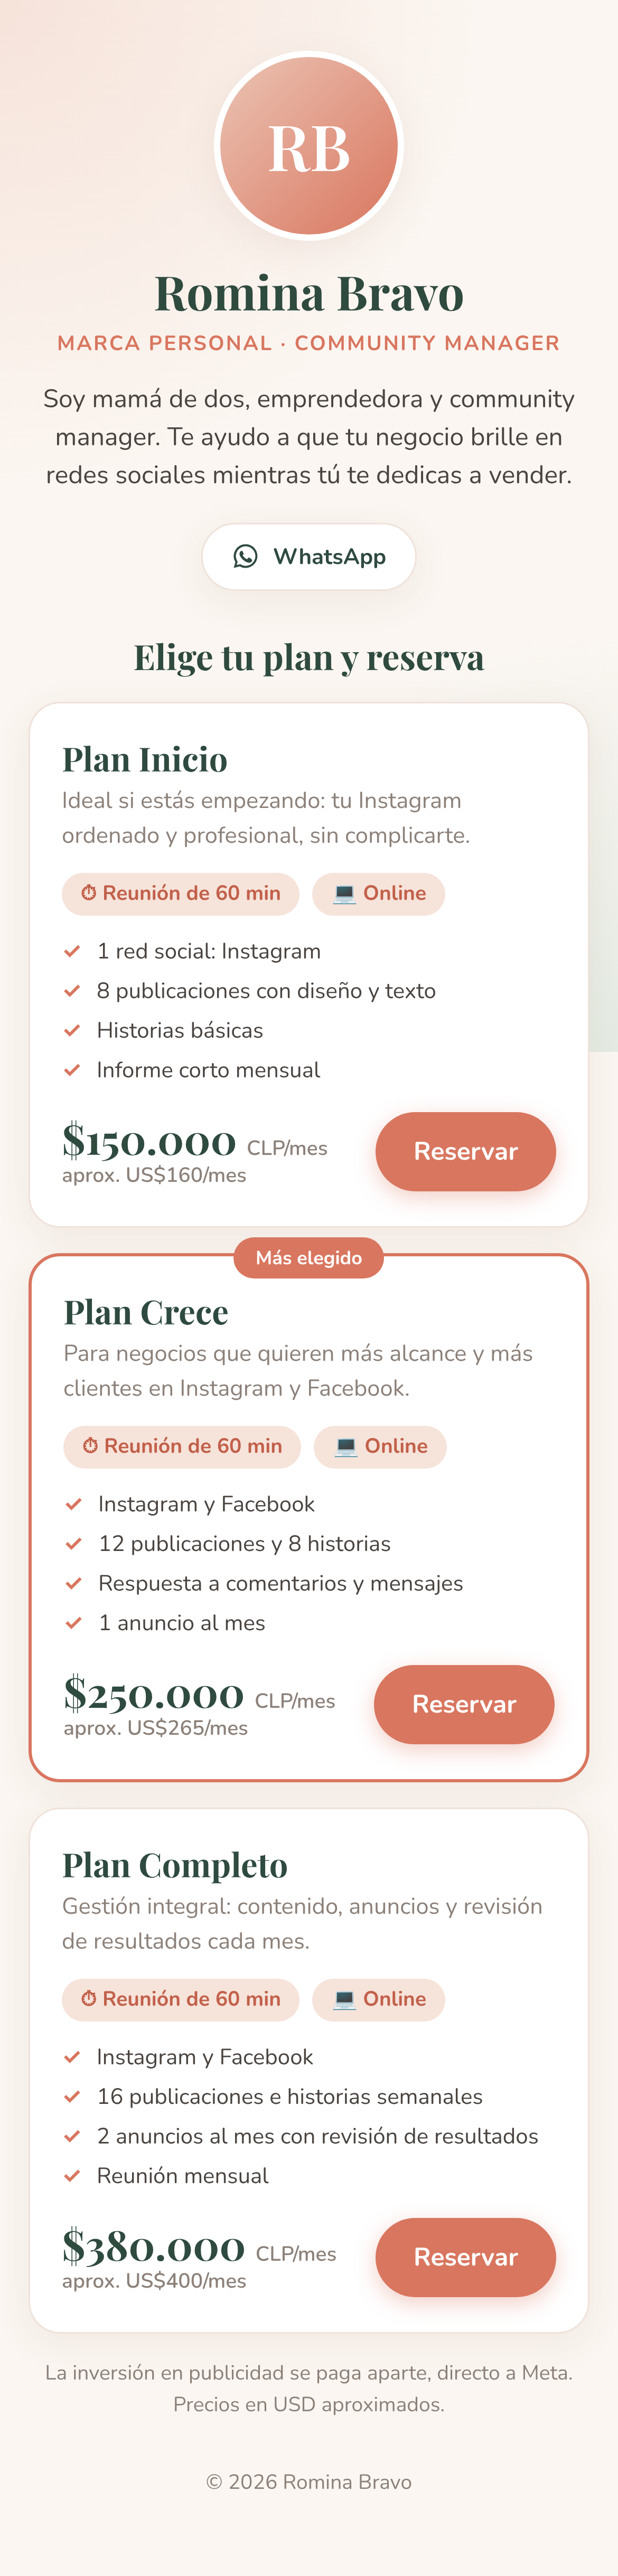 RB
Romina Bravo
MARCA PERSONAL · COMMUNITY MANAGER
Soy mamá de dos, emprendedora y community
manager. Te ayudo a que tu negocio brille en
redes sociales mientras tú te dedicas a vender.
WhatsApp
Elige tu plan y reserva
Plan Inicio
Ideal si estás empezando: tu Instagram
ordenado y profesional, sin complicarte.
⏱ Reunión de 60 min 💻 Online
✓ 1 red social: Instagram
✓ 8 publicaciones con diseño y texto
✓ Historias básicas
✓ Informe corto mensual
$150.000 CLP/mes
aprox. US$160/mes
Reservar
Más elegido
Plan Crece
Para negocios que quieren más alcance y más
clientes en Instagram y Facebook.
⏱ Reunión de 60 min 💻 Online
✓ Instagram y Facebook
✓ 12 publicaciones y 8 historias
✓ Respuesta a comentarios y mensajes
✓ 1 anuncio al mes
$250.000 CLP/mes
aprox. US$265/mes
Reservar
Plan Completo
Gestión integral: contenido, anuncios y revisión
de resultados cada mes.
⏱ Reunión de 60 min 💻 Online
✓ Instagram y Facebook
✓ 16 publicaciones e historias semanales
✓ 2 anuncios al mes con revisión de resultados
✓ Reunión mensual
$380.000 CLP/mes
aprox. US$400/mes
Reservar
La inversión en publicidad se paga aparte, directo a Meta.
Precios en USD aproximados.
© 2026 Romina Bravo